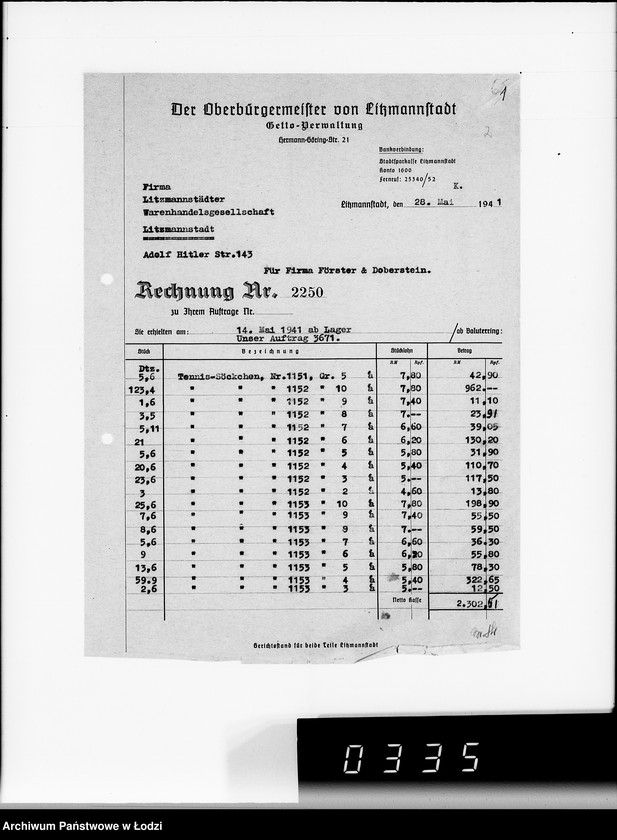 1
2
Der Oberbürgermeister von Litzmannstadt
Getto-Verwaltung
Hermann-Göring-Str. 21
Bankverbindung:
Stadtsparkasse Litzmannstadt
Konto 1600
Fernruf: 25540/52
K.
Firma
Litzmannstädter
Warenhandelsgesellschaft
Litzmannstadt
Litzmannstadt, den 28. Mai 1941
Adolf Hitler Str.143
Für Firma Förster & Doberstein.
Rechnung Nr. 2250
zu Ihrem Auftrage Nr.
Sie erhielten am: 14. Mai 1941 ab Lager / ab Baluterring:
Unser Auftrag 3671.
Stück Bezeichnung Stücklohn Betrag
RM Rpf. RM Rpf.
Dtz.
5,6 Tennis-Söckchen, Nr.1151, Gr. 5 à 7,80 42,90
123,4 " " " 1152 " 10 à 7,80 962.--
1,6 " " " 1152 " 9 à 7,40 11,10
3,5 " " " 1152 " 8 à 7.-- 23,91
5,11 " " " 1152 " 7 à 6,60 39,05
21 " " " 1152 " 6 à 6,20 130,20
5,6 " " " 1152 " 5 à 5,80 31,90
20,6 " " " 1152 " 4 à 5,40 110,70
23,6 " " " 1152 " 3 à 5.-- 117,50
3 " " " 1152 " 2 à 4,60 13,80
25,6 " " " 1153 " 10 à 7,80 198,90
7,6 " " " 1153 " 9 à 7,40 55,50
8,6 " " " 1153 " 8 à 7.-- 59,50
5,6 " " " 1153 " 7 à 6,60 36,30
9 " " " 1153 " 6 à 6,20 55,80
13,6 " " " 1153 " 5 à 5,80 78,30
59.9 " " " 1153 " 4 à 5,40 322,65
2,6 " " " 1153 " 3 à 5.-- 12,50
Netto Kasse 2.302,51
Gerichtsstand für beide Teile Litzmannstadt
0335
Archiwum Państwowe w Łodzi